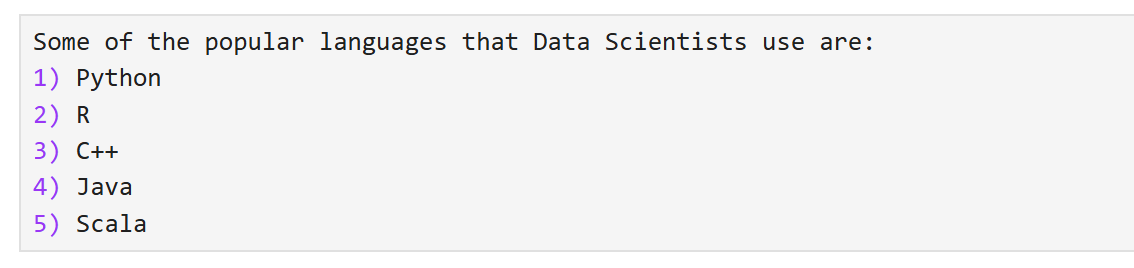 Some of the popular languages that Data Scientists use are:
1) Python
2) R
3) C++
4) Java
5) Scala